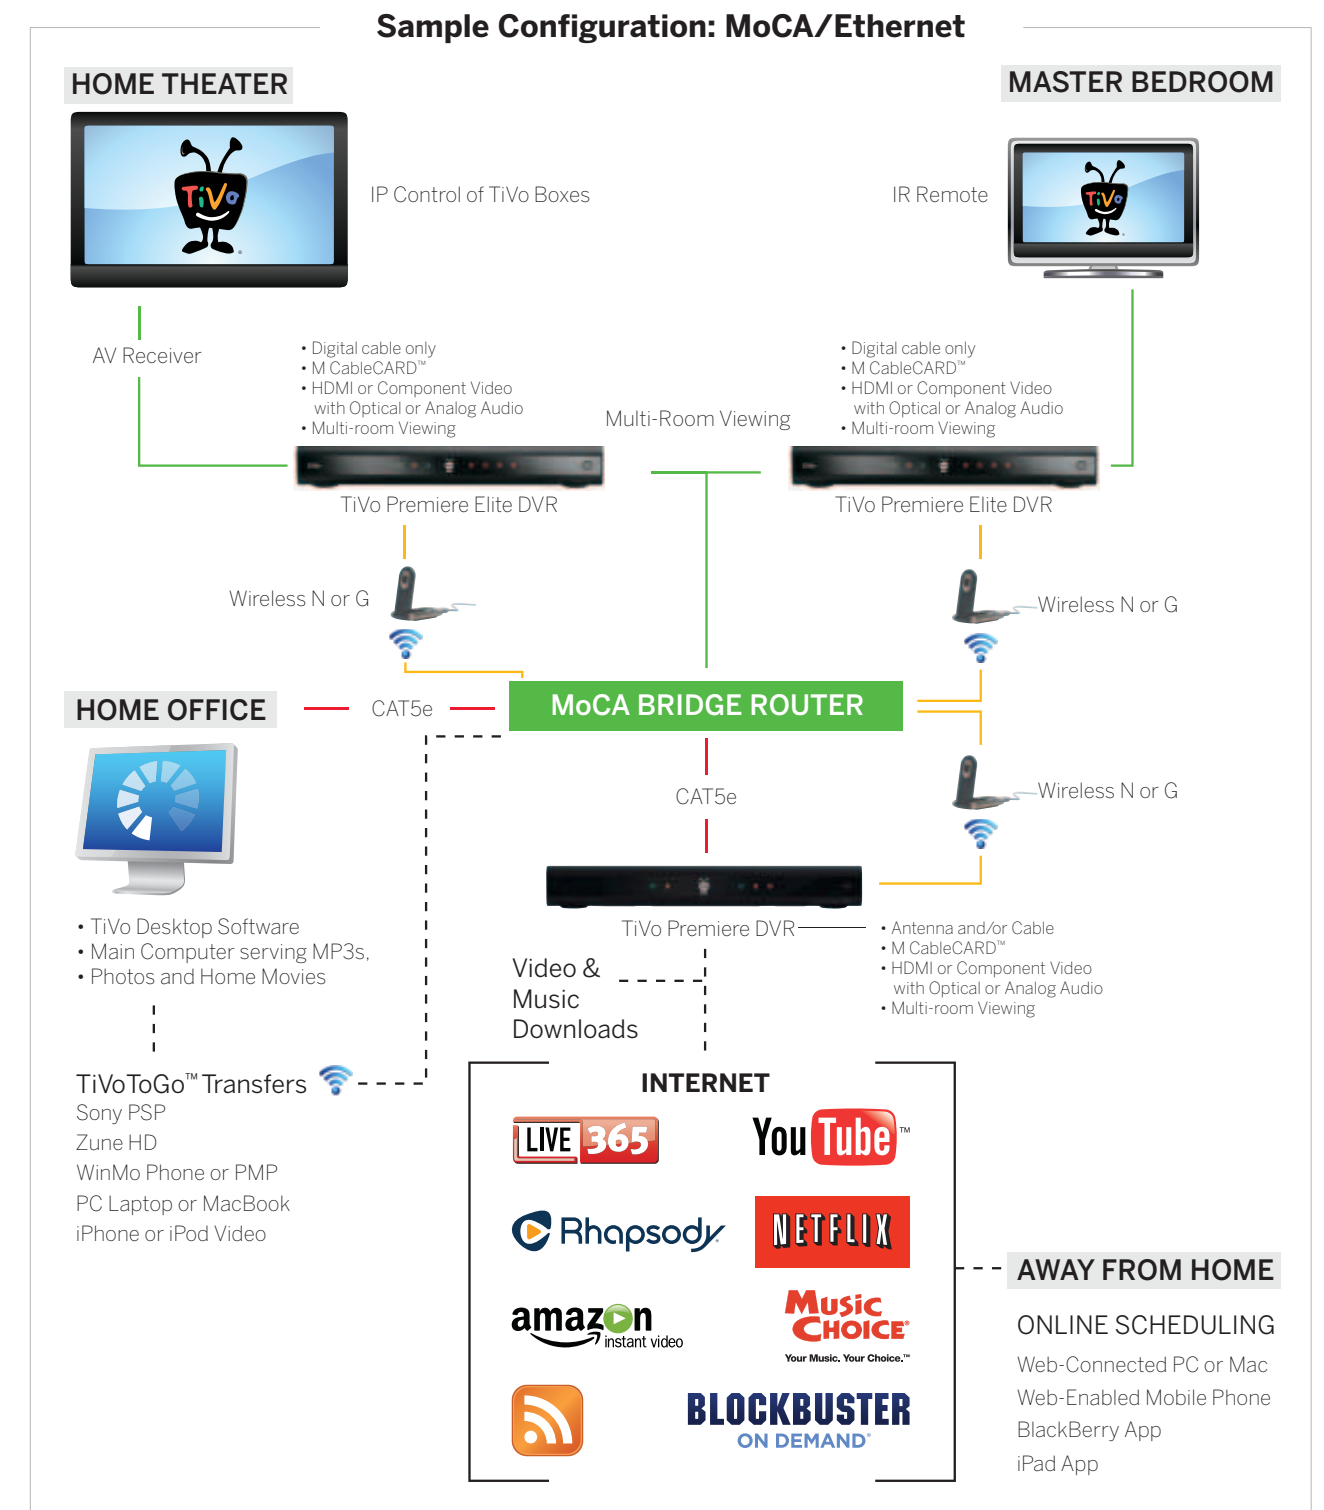 Sample Configuration: MoCA/Ethernet
HOME THEATER
MASTER BEDROOM
TiVo
IP Control of TiVo Boxes
IR Remote
TiVo
AV Receiver
• Digital cable only
• M CableCARD™
• HDMI or Component Video
with Optical or Analog Audio
• Multi-room Viewing
Multi-Room Viewing
• Digital cable only
• M CableCARD™
• HDMI or Component Video
with Optical or Analog Audio
• Multi-room Viewing
TiVo Premiere Elite DVR
TiVo Premiere Elite DVR
Wireless N or G
Wireless N or G
HOME OFFICE
CAT5e
MoCA BRIDGE ROUTER
CAT5e
Wireless N or G
• TiVo Desktop Software
• Main Computer serving MP3s,
• Photos and Home Movies
TiVo Premiere DVR
• Antenna and/or Cable
• M CableCARD™
• HDMI or Component Video
with Optical or Analog Audio
• Multi-room Viewing
Video &
Music
Downloads
TiVoToGo™ Transfers
Sony PSP
Zune HD
WinMo Phone or PMP
PC Laptop or MacBook
iPhone or iPod Video
INTERNET
LIVE 365
YouTube™
Rhapsody
NETFLIX
amazon
instant video
Music
CHOICE®
Your Music. Your Choice.™
BLOCKBUSTER
ON DEMAND®
AWAY FROM HOME
ONLINE SCHEDULING
Web-Connected PC or Mac
Web-Enabled Mobile Phone
BlackBerry App
iPad App